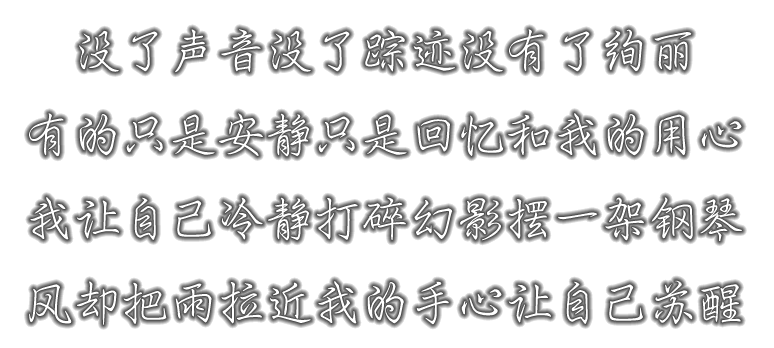 没了声音没了踪迹没有了绚丽
有的只是安静只是回忆和我的用心
我让自己冷静打碎幻影摆一架钢琴
风却把雨拉近我的手心让自己苏醒